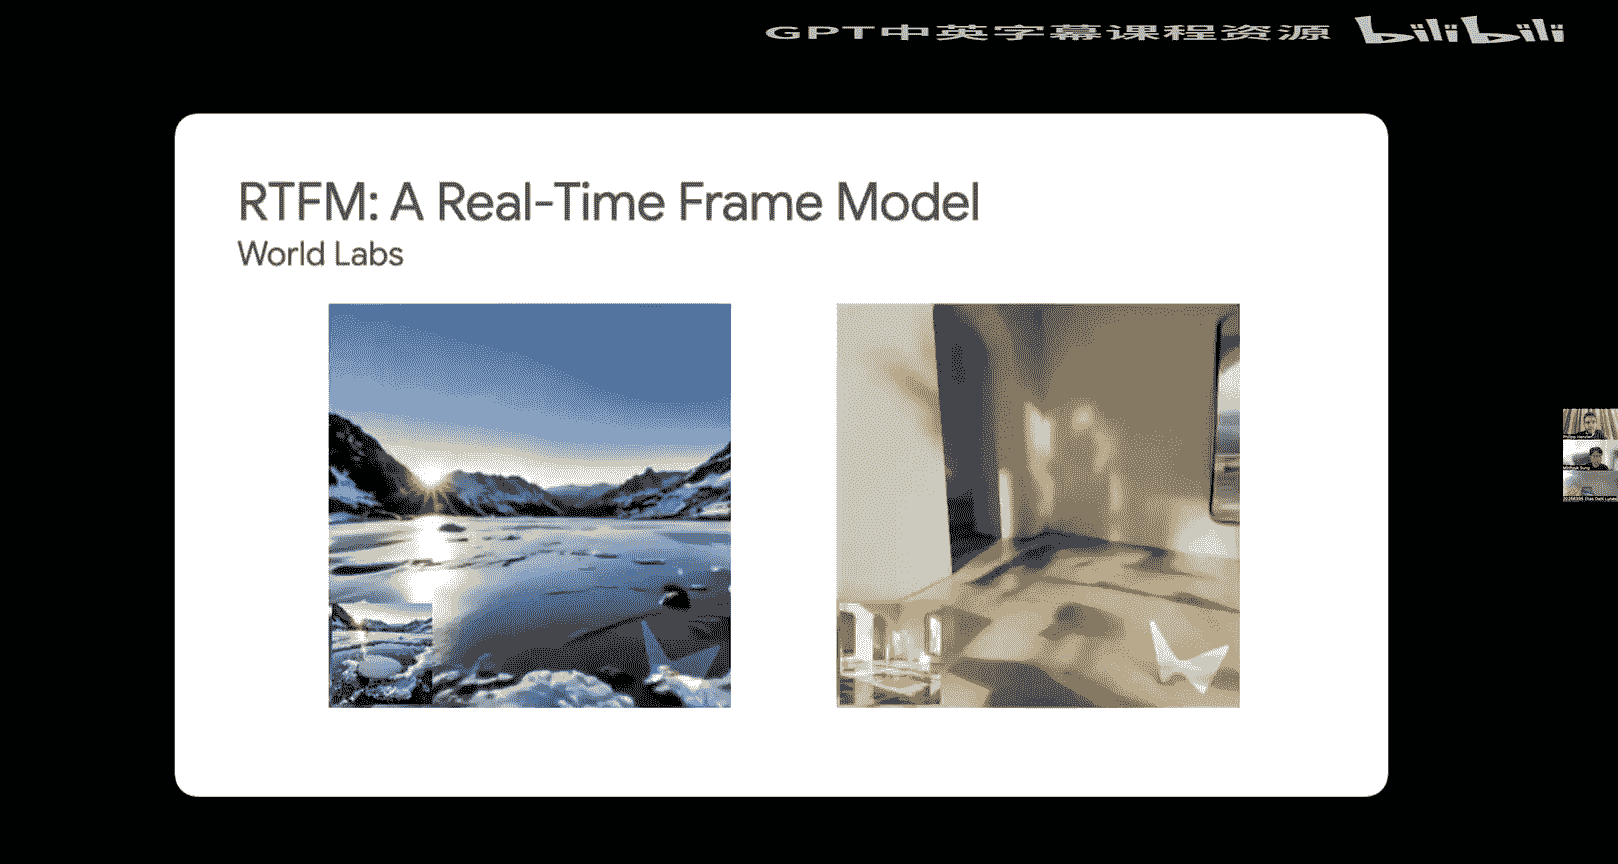 GPT中英字幕课程资源 bilibili
RTFM: A Real-Time Frame Model
World Labs